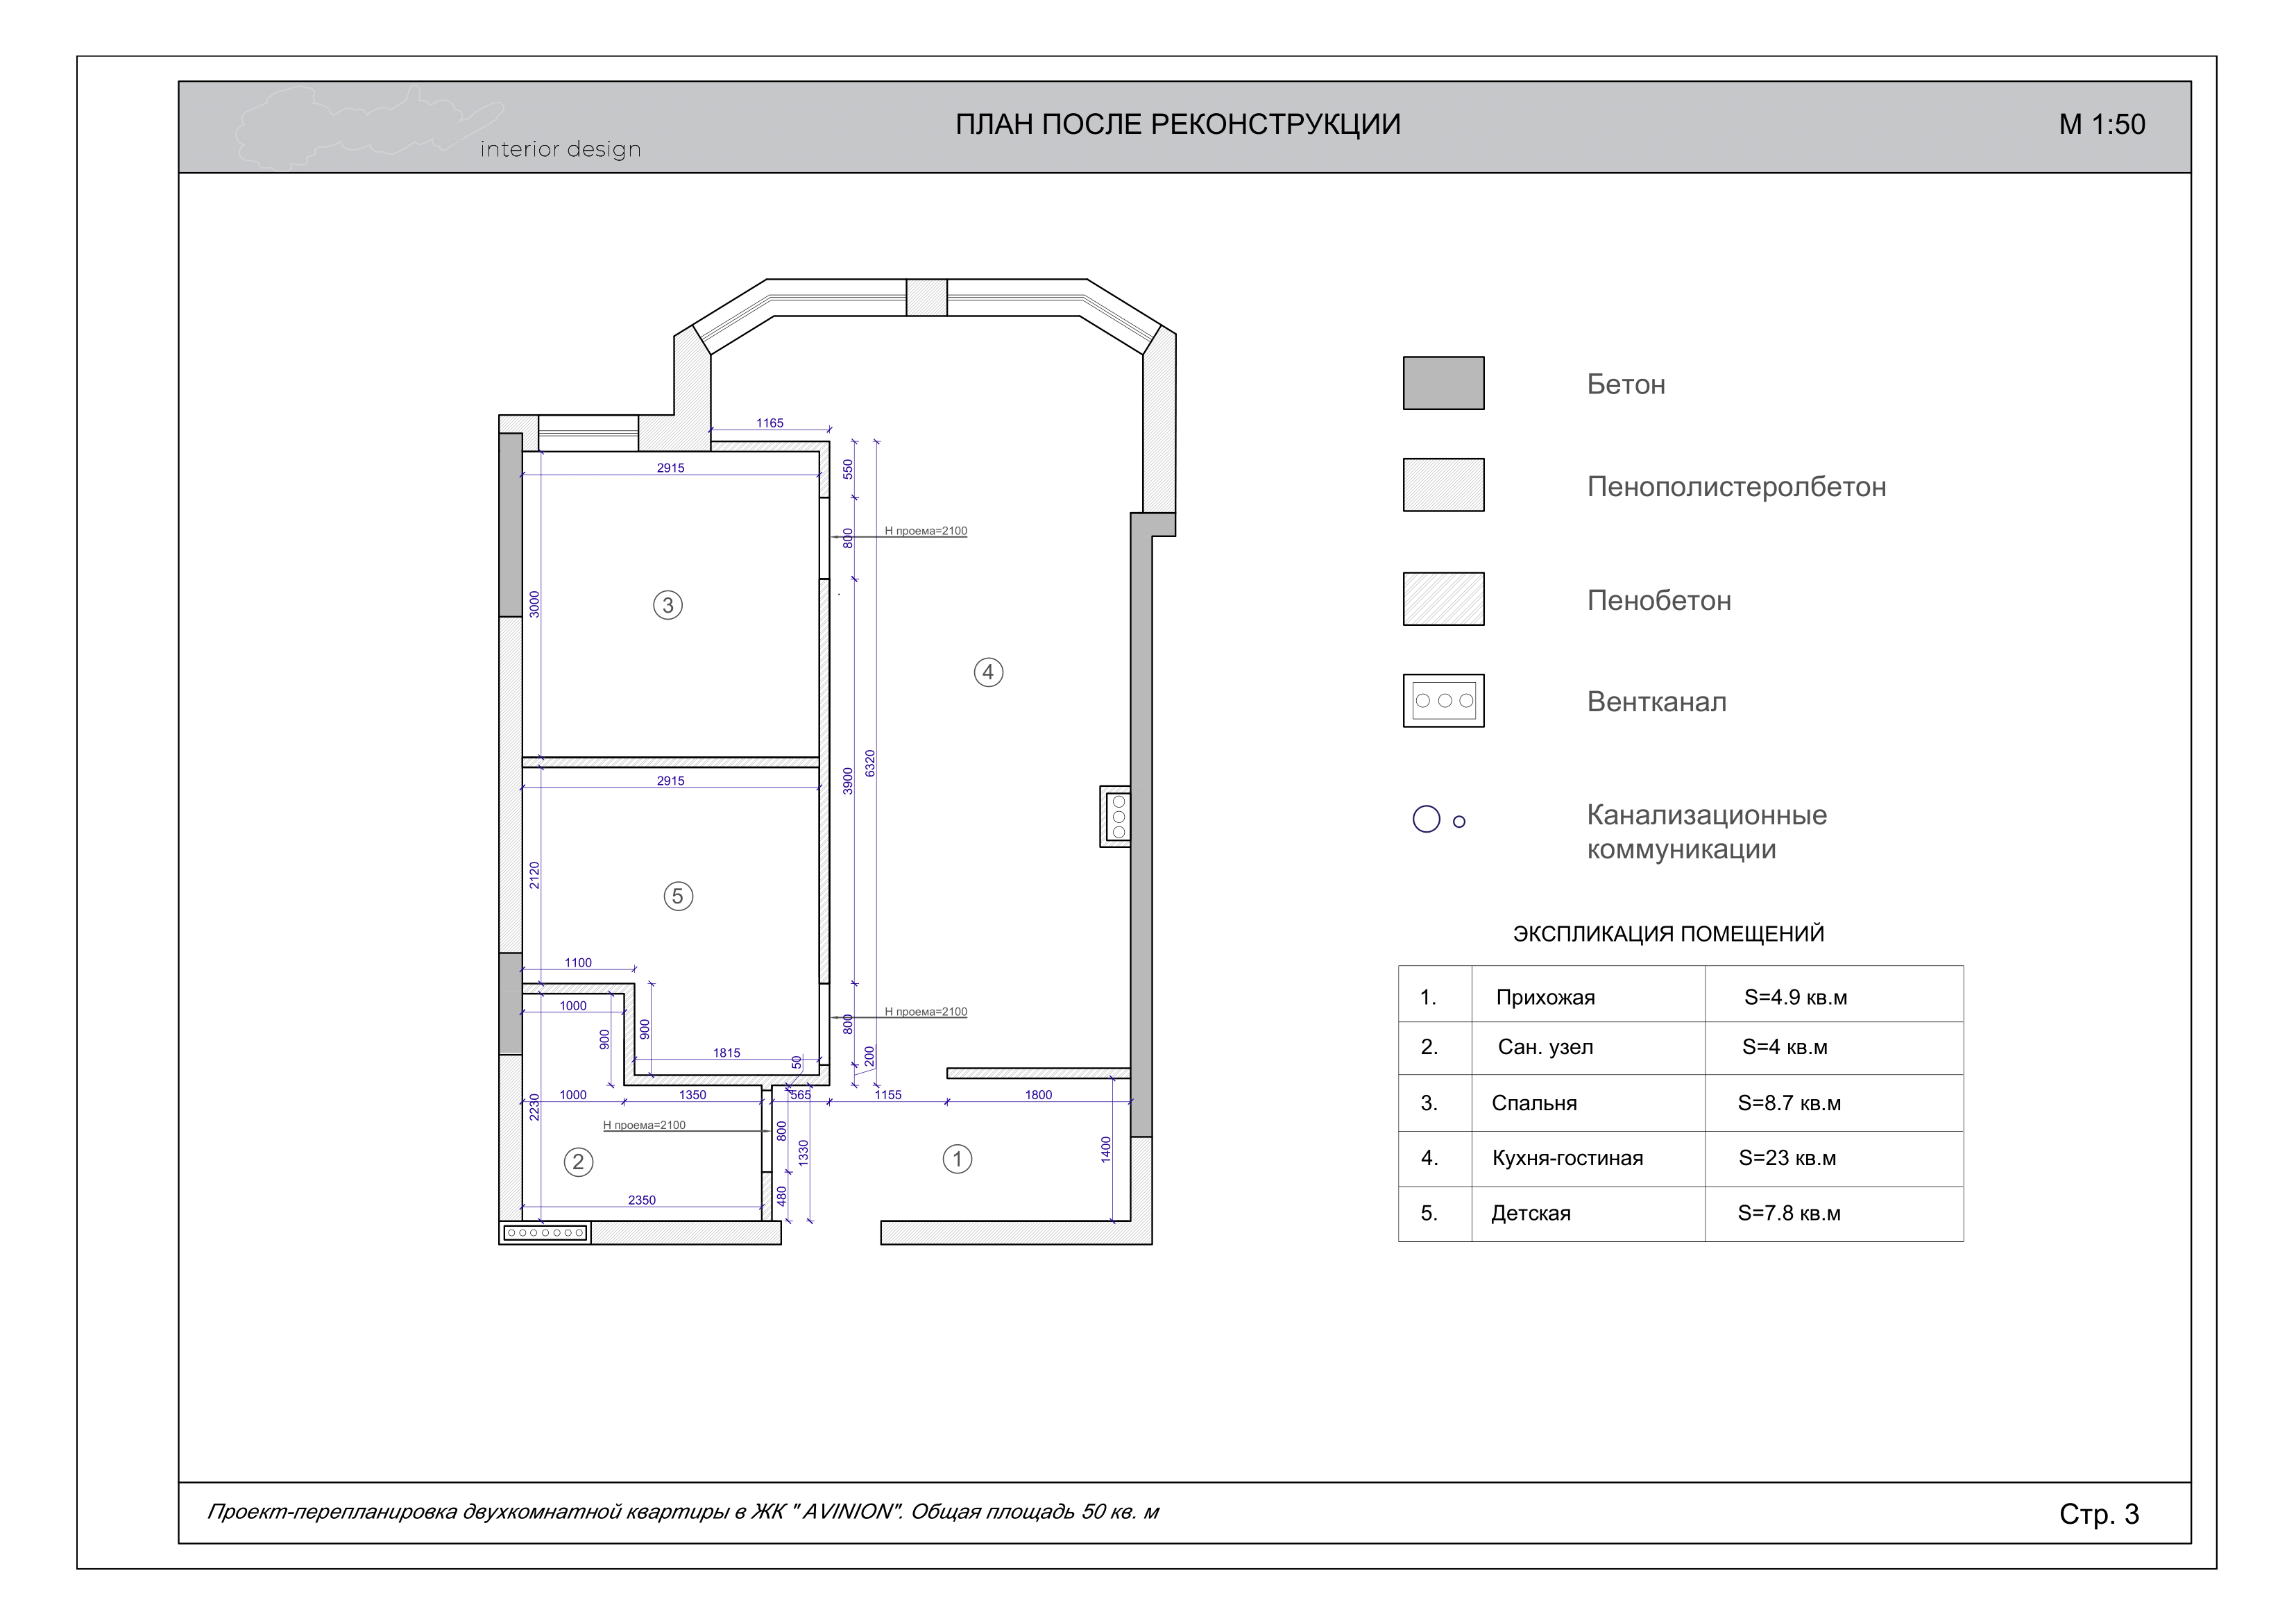 interior design
ПЛАН ПОСЛЕ РЕКОНСТРУКЦИИ
М 1:50
1165
2915
550
800
Н проема=2100
3000
3
4
6320
3900
2915
2120
5
1100
1000
900
900
800
Н проема=2100
1815
50
200
2230
1000
1350
565
1155
1800
Н проема=2100
800
1330
1400
2
1
480
2350
Бетон
Пенополистеролбетон
Пенобетон
Вентканал
Канализационные
коммуникации
ЭКСПЛИКАЦИЯ ПОМЕЩЕНИЙ
1. Прихожая S=4.9 кв.м
2. Сан. узел S=4 кв.м
3. Спальня S=8.7 кв.м
4. Кухня-гостиная S=23 кв.м
5. Детская S=7.8 кв.м
Проект-перепланировка двухкомнатной квартиры в ЖК " AVINION". Общая площадь 50 кв. м
Стр. 3